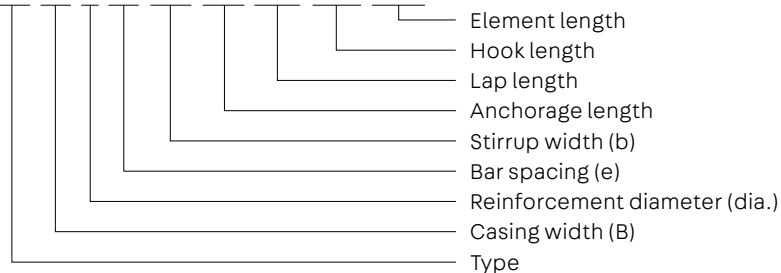 Element length
Hook length
Lap length
Anchorage length
Stirrup width (b)
Bar spacing (e)
Reinforcement diameter (dia.)
Casing width (B)
Type